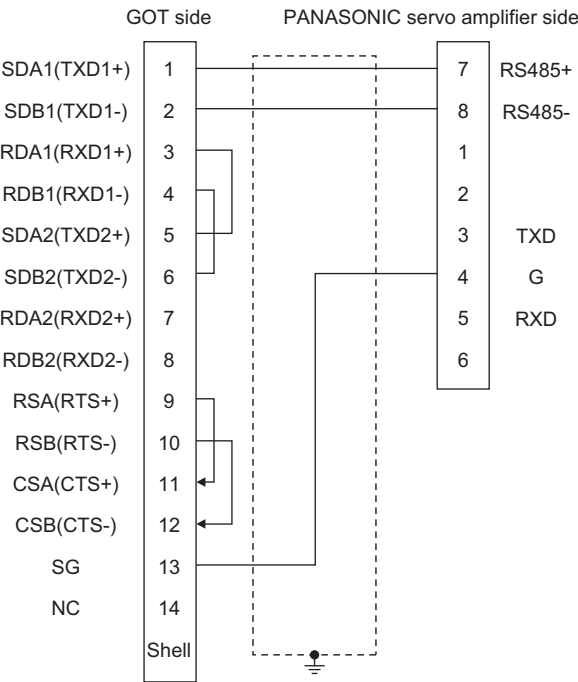 GOT side PANASONIC servo amplifier side
SDA1(TXD1+) 1 7 RS485+
SDB1(TXD1-) 2 8 RS485-
RDA1(RXD1+) 3 1
RDB1(RXD1-) 4 2
SDA2(TXD2+) 5 3 TXD
SDB2(TXD2-) 6 4 G
RDA2(RXD2+) 7 5 RXD
RDB2(RXD2-) 8 6
RSA(RTS+) 9
RSB(RTS-) 10
CSA(CTS+) 11
CSB(CTS-) 12
SG 13
NC 14
Shell